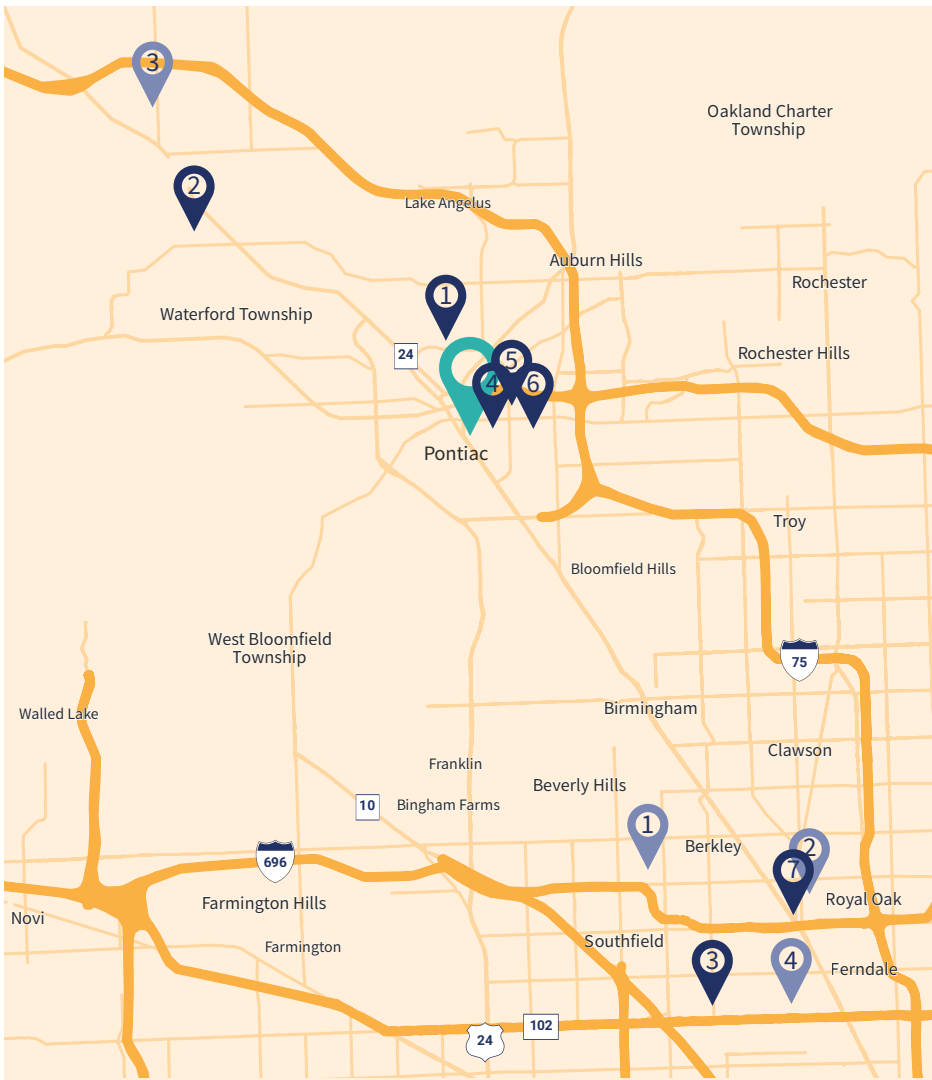 3
Oakland Charter
Township
2
Lake Angelus
Auburn Hills
Rochester
1
Waterford Township
24
Rochester Hills
5
4
6
Pontiac
Troy
Bloomfield Hills
West Bloomfield
Township
75
Walled Lake
Birmingham
Clawson
Franklin
Beverly Hills
10
Bingham Farms
1
Berkley
2
696
7
Farmington Hills
Royal Oak
Novi
Farmington
Southfield
3
4
Ferndale
102
24